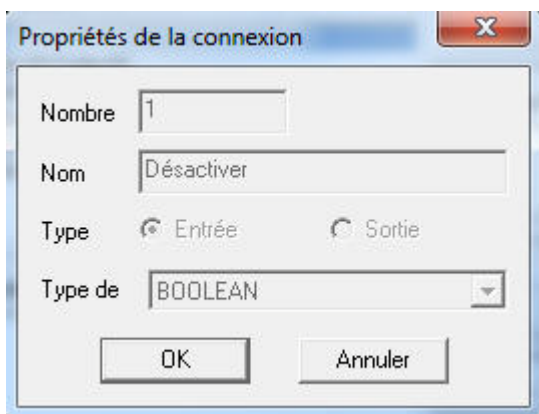 Propriétés de la connexion
Nombre 1
Nom Désactiver
Type Entrée Sortie
Type de BOOLEAN
OK Annuler